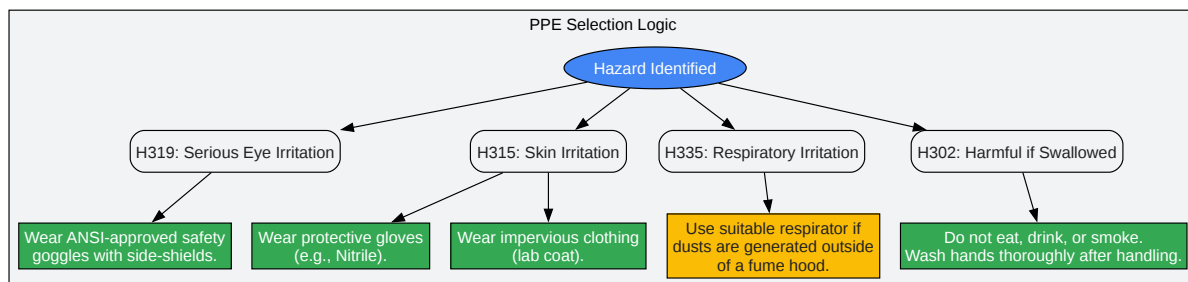 PPE Selection Logic
Hazard Identified
H319: Serious Eye Irritation
H315: Skin Irritation
H335: Respiratory Irritation
H302: Harmful if Swallowed
Wear ANSI-approved safety
goggles with side-shields.
Wear protective gloves
(e.g., Nitrile).
Wear impervious clothing
(lab coat).
Use suitable respirator if
dusts are generated outside
of a fume hood.
Do not eat, drink, or smoke.
Wash hands thoroughly after handling.